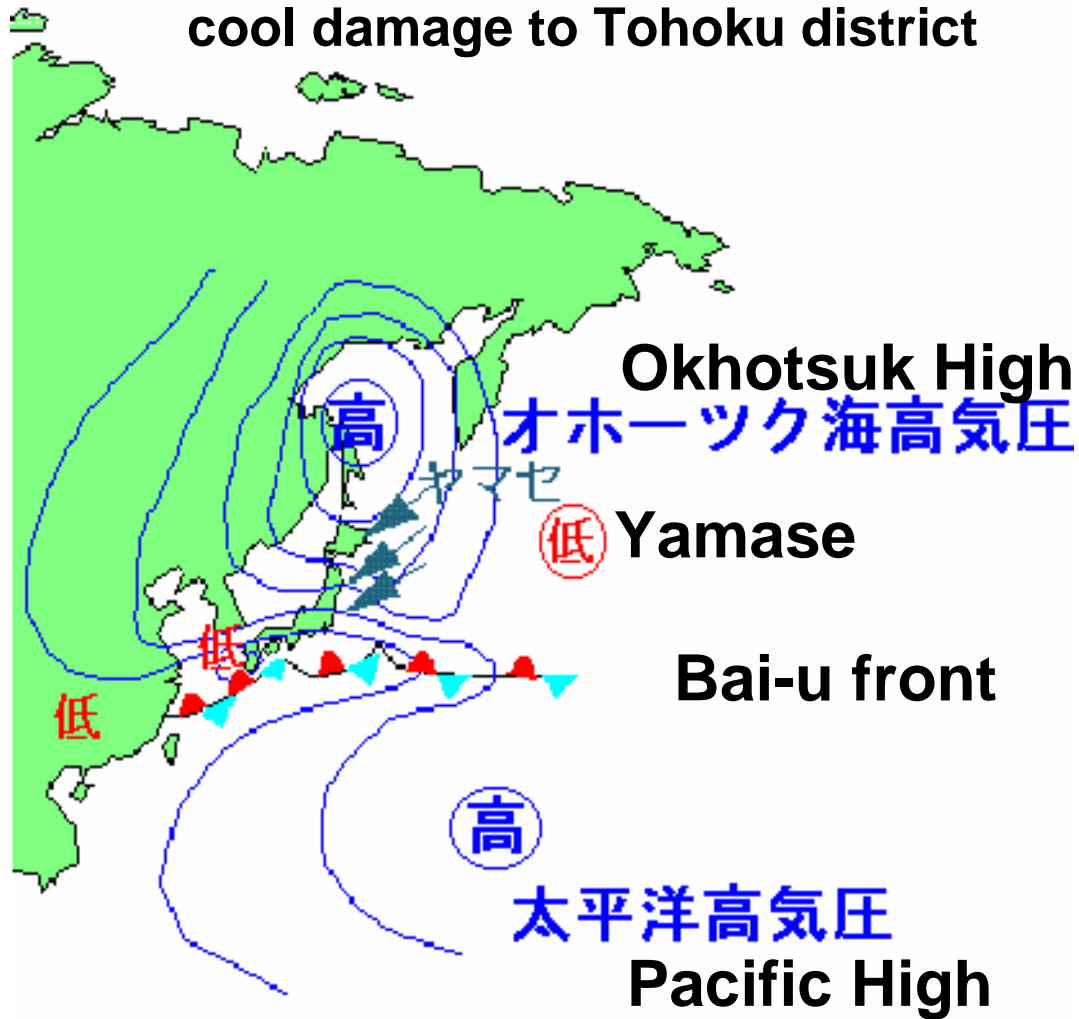 cool damage to Tohoku district
Okhotsuk High
高
オホーツク海高気圧
ヤマセ
低
Yamase
低
Bai-u front
低
高
太平洋高気圧
Pacific High